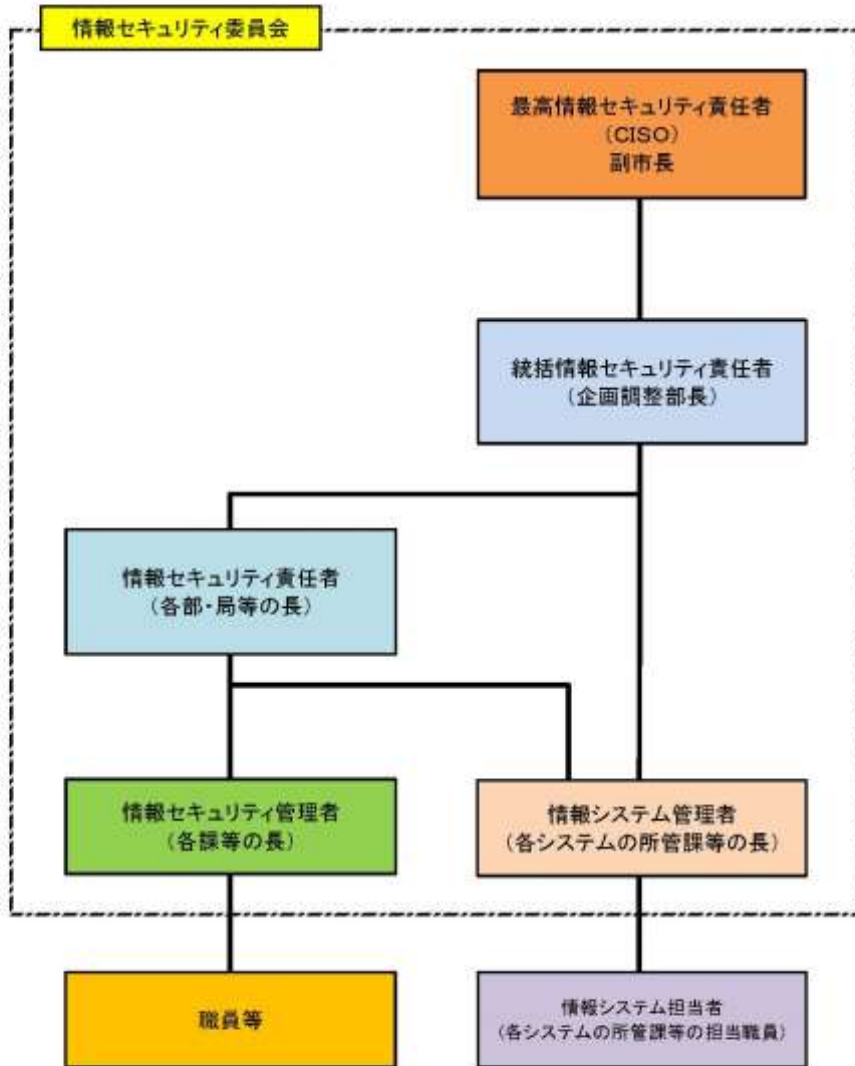 情報セキュリティ委員会
最高情報セキュリティ責任者
(CISO)
副市長
統括情報セキュリティ責任者
(企画調整部長)
情報セキュリティ責任者
(各部・局等の長)
情報セキュリティ管理者
(各課等の長)
情報システム管理者
(各システムの所管課等の長)
職員等
情報システム担当者
(各システムの所管課等の担当職員)